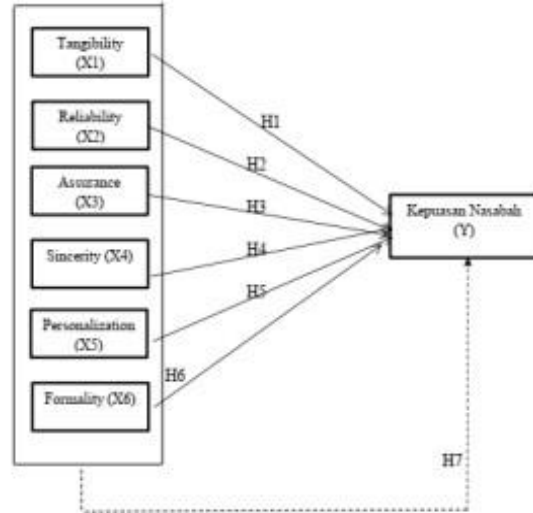 Tangibility
(X1)
Reliability
(X2)
Assurance
(X3)
Sincerity (X4)
Personalization
(X5)
Formality (X6)
H1
H2
H3
H4
H5
H6
H7
Kepuasan Nasabah
(Y)